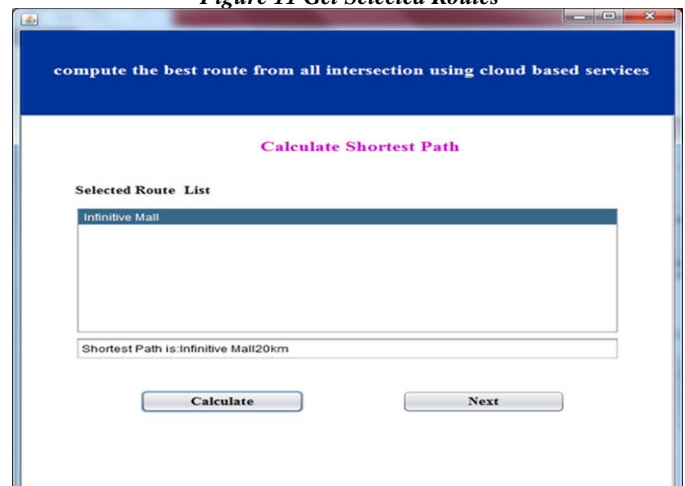 Figure 11 Get Selected Routes
compute the best route from all intersection using cloud based services
Calculate Shortest Path
Selected Route List
Infinitive Mall
Shortest Path is:Infinitive Mall20km
Calculate
Next